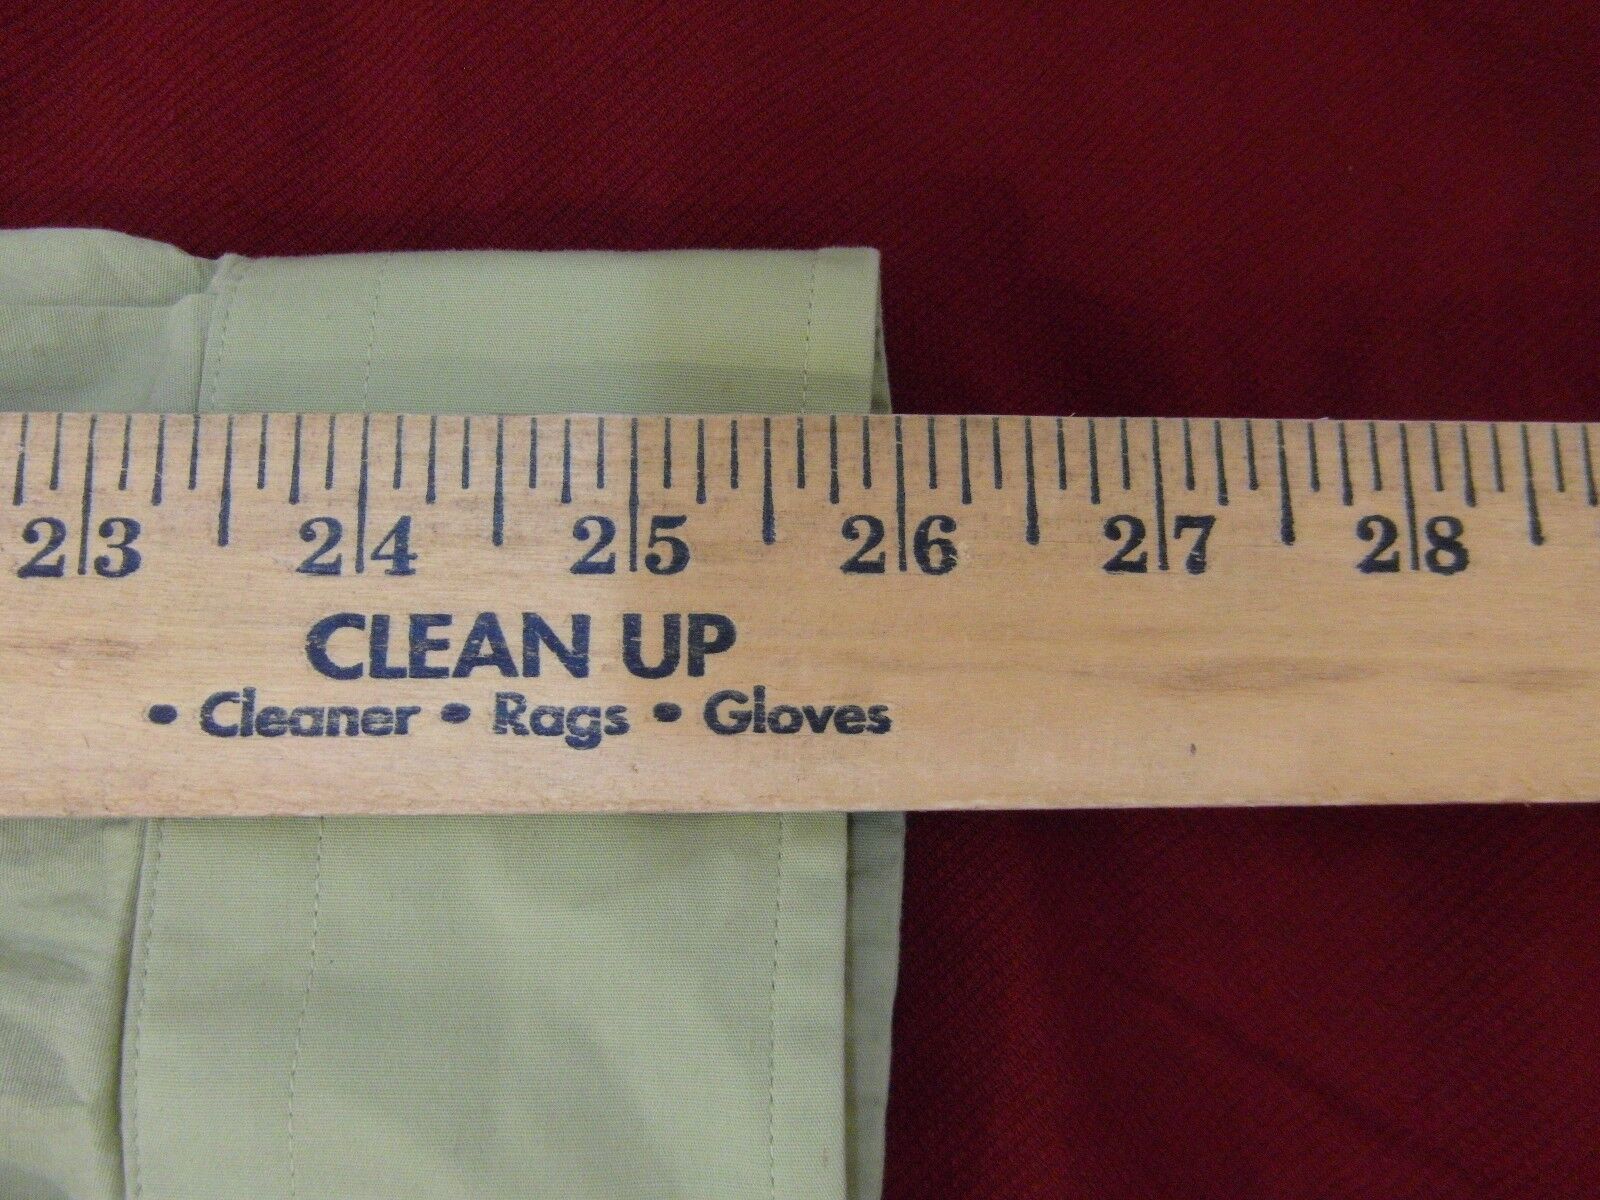 23 24 25 26 27 28
CLEAN UP
• Cleaner • Rags • Gloves